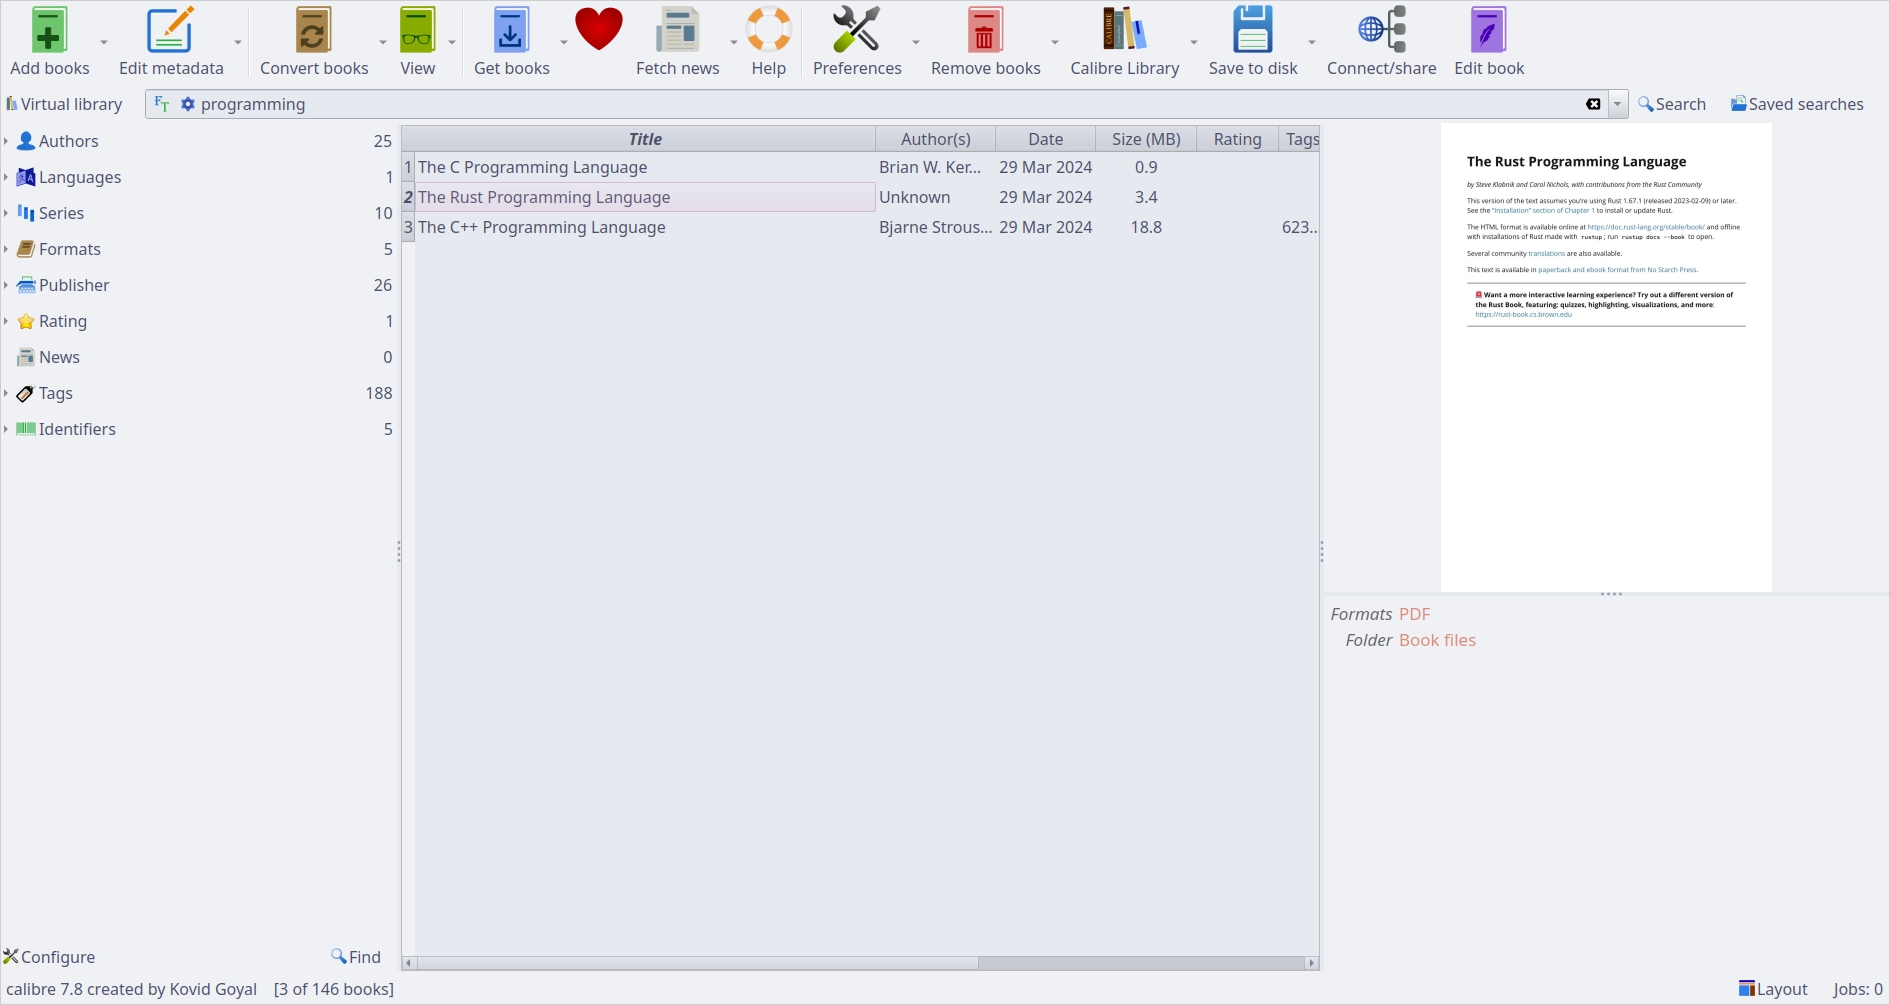 Add books
Edit metadata
Convert books
View
Get books
Fetch news
Help
Preferences
Remove books
CALIBRE
Calibre Library
Save to disk
Connect/share
Edit book
Virtual library
FT
programming
Search
Saved searches
Authors 25
Languages 1
Series 10
Formats 5
Publisher 26
Rating 1
News 0
Tags 188
Identifiers 5
Configure
Find
Title Author(s) Date Size (MB) Rating Tags
1 The C Programming Language Brian W. Ker... 29 Mar 2024 0.9
2 The Rust Programming Language Unknown 29 Mar 2024 3.4
3 The C++ Programming Language Bjarne Strous... 29 Mar 2024 18.8 623..
The Rust Programming Language
by Steve Klabnik and Carol Nichols, with contributions from the Rust Community
This version of the text assumes you're using Rust 1.67.1 (released 2023-02-09) or later.
See the "Installation" section of Chapter 1 to install or update Rust.
The HTML format is available online at https://doc.rust-lang.org/stable/book/ and offline
with installations of Rust made with rustup; run rustup docs --book to open.
Several community translations are also available.
This text is available in paperback and ebook format from No Starch Press.
Want a more interactive learning experience? Try out a different version of
the Rust Book, featuring: quizzes, highlighting, visualizations, and more:
https://rust-book.cs.brown.edu
Formats PDF
Folder Book files
calibre 7.8 created by Kovid Goyal [3 of 146 books]
Layout
Jobs: 0